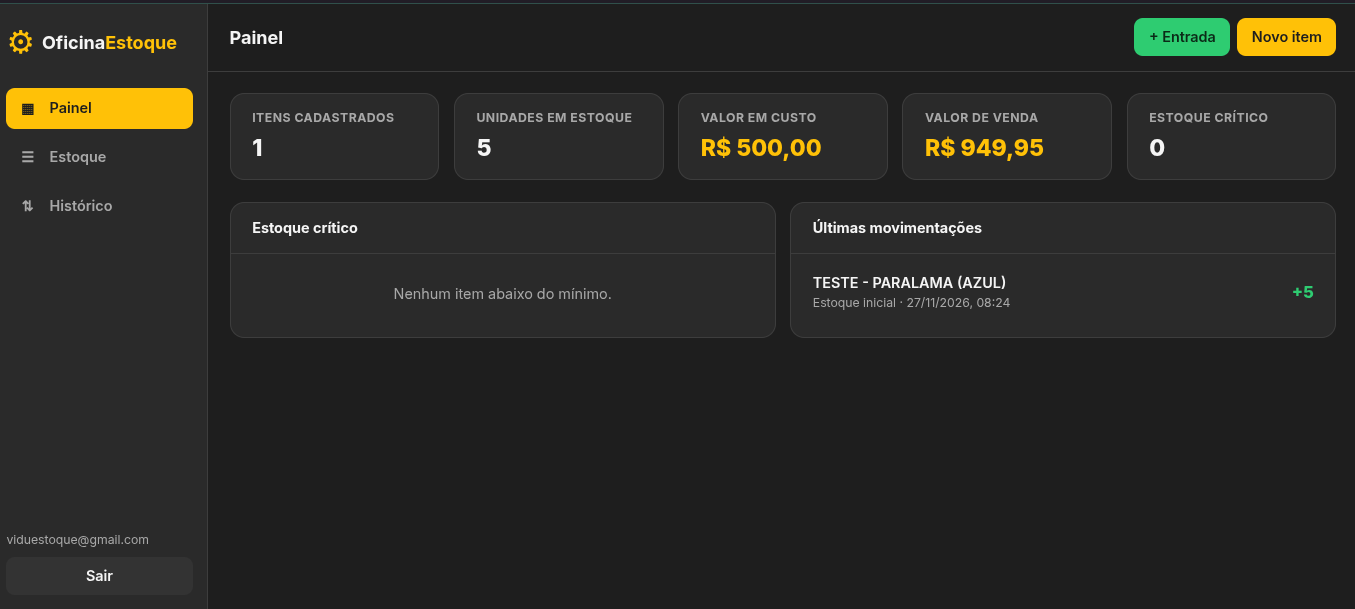 OficinaEstoque
Painel
Estoque
Histórico
viduestoque@gmail.com
Sair
Painel
+ Entrada
Novo item
ITENS CADASTRADOS
1
UNIDADES EM ESTOQUE
5
VALOR EM CUSTO
R$ 500,00
VALOR DE VENDA
R$ 949,95
ESTOQUE CRÍTICO
0
Estoque crítico
Nenhum item abaixo do mínimo.
Últimas movimentações
TESTE - PARALAMA (AZUL)
Estoque inicial · 27/11/2026, 08:24
+5